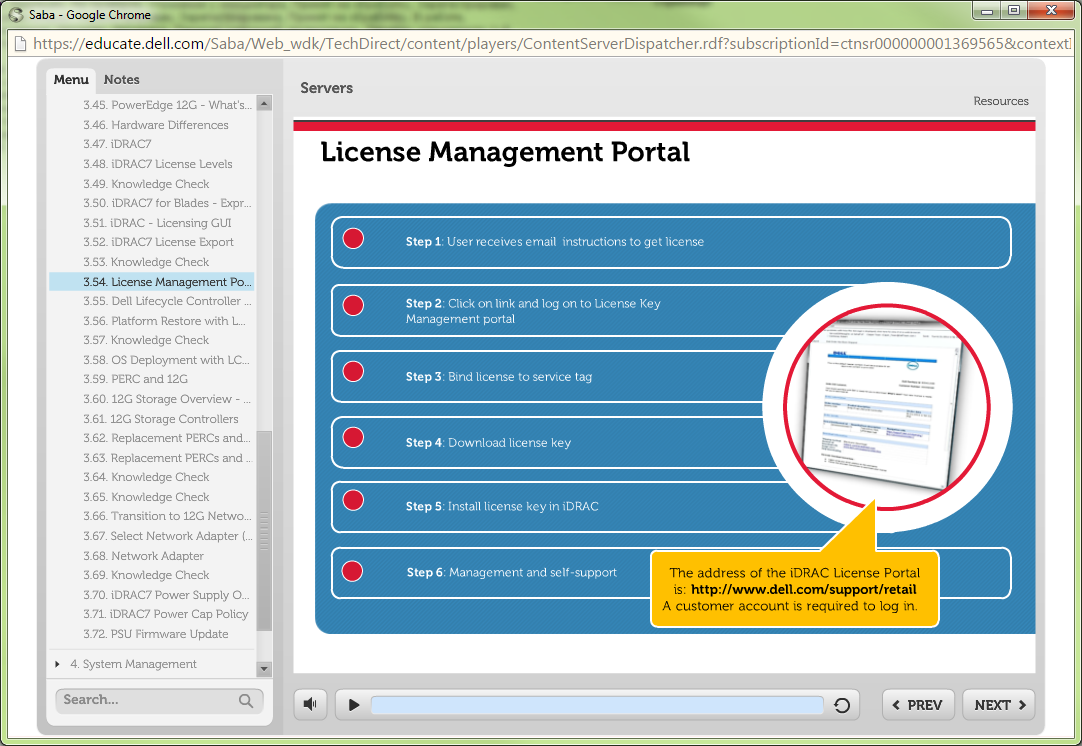 Saba - Google Chrome
https://educate.dell.com/Saba/Web_wdk/TechDirect/content/players/ContentServerDispatcher.rdf?subscriptionId=ctnsr000000001369565&context
Menu
Notes
3.45. PowerEdge 12G - What's...
3.46. Hardware Differences
3.47. iDRAC7
3.48. iDRAC7 License Levels
3.49. Knowledge Check
3.50. iDRAC7 for Blades - Expr...
3.51. iDRAC - Licensing GUI
3.52. iDRAC7 License Export
3.53. Knowledge Check
3.54. License Management Po...
3.55. Dell Lifecycle Controller ...
3.56. Platform Restore with L...
3.57. Knowledge Check
3.58. OS Deployment with LC...
3.59. PERC and 12G
3.60. 12G Storage Overview - ...
3.61. 12G Storage Controllers
3.62. Replacement PERCs and...
3.63. Replacement PERCs and ...
3.64. Knowledge Check
3.65. Knowledge Check
3.66. Transition to 12G Netwo...
3.67. Select Network Adapter (...
3.68. Network Adapter
3.69. Knowledge Check
3.70. iDRAC7 Power Supply O...
3.71. iDRAC7 Power Cap Policy
3.72. PSU Firmware Update
4. System Management
Search...
Servers
Resources
License Management Portal
Step 1: User receives email instructions to get license
Step 2: Click on link and log on to License Key
Management portal
Step 3: Bind license to service tag
Step 4: Download license key
Step 5: Install license key in iDRAC
Step 6: Management and self-support
The address of the iDRAC License Portal
is: http://www.dell.com/support/retail
A customer account is required to log in.
PREV
NEXT